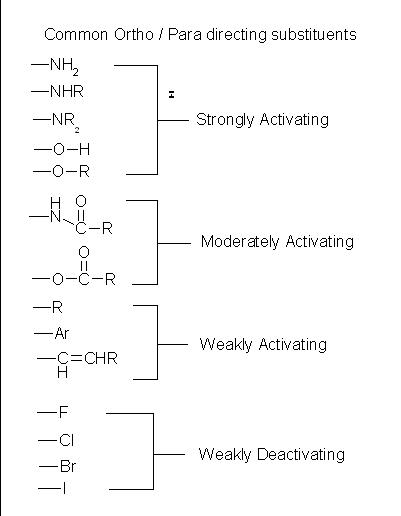 Common Ortho / Para directing substituents
—NH2
—NHR
—NR2
Strongly Activating
—O—H
—O—R
H O
—N C—R
Moderately Activating
O
—O—C—R
—R
—Ar
Weakly Activating
—C=CHR
H
—F
—Cl
Weakly Deactivating
—Br
—I